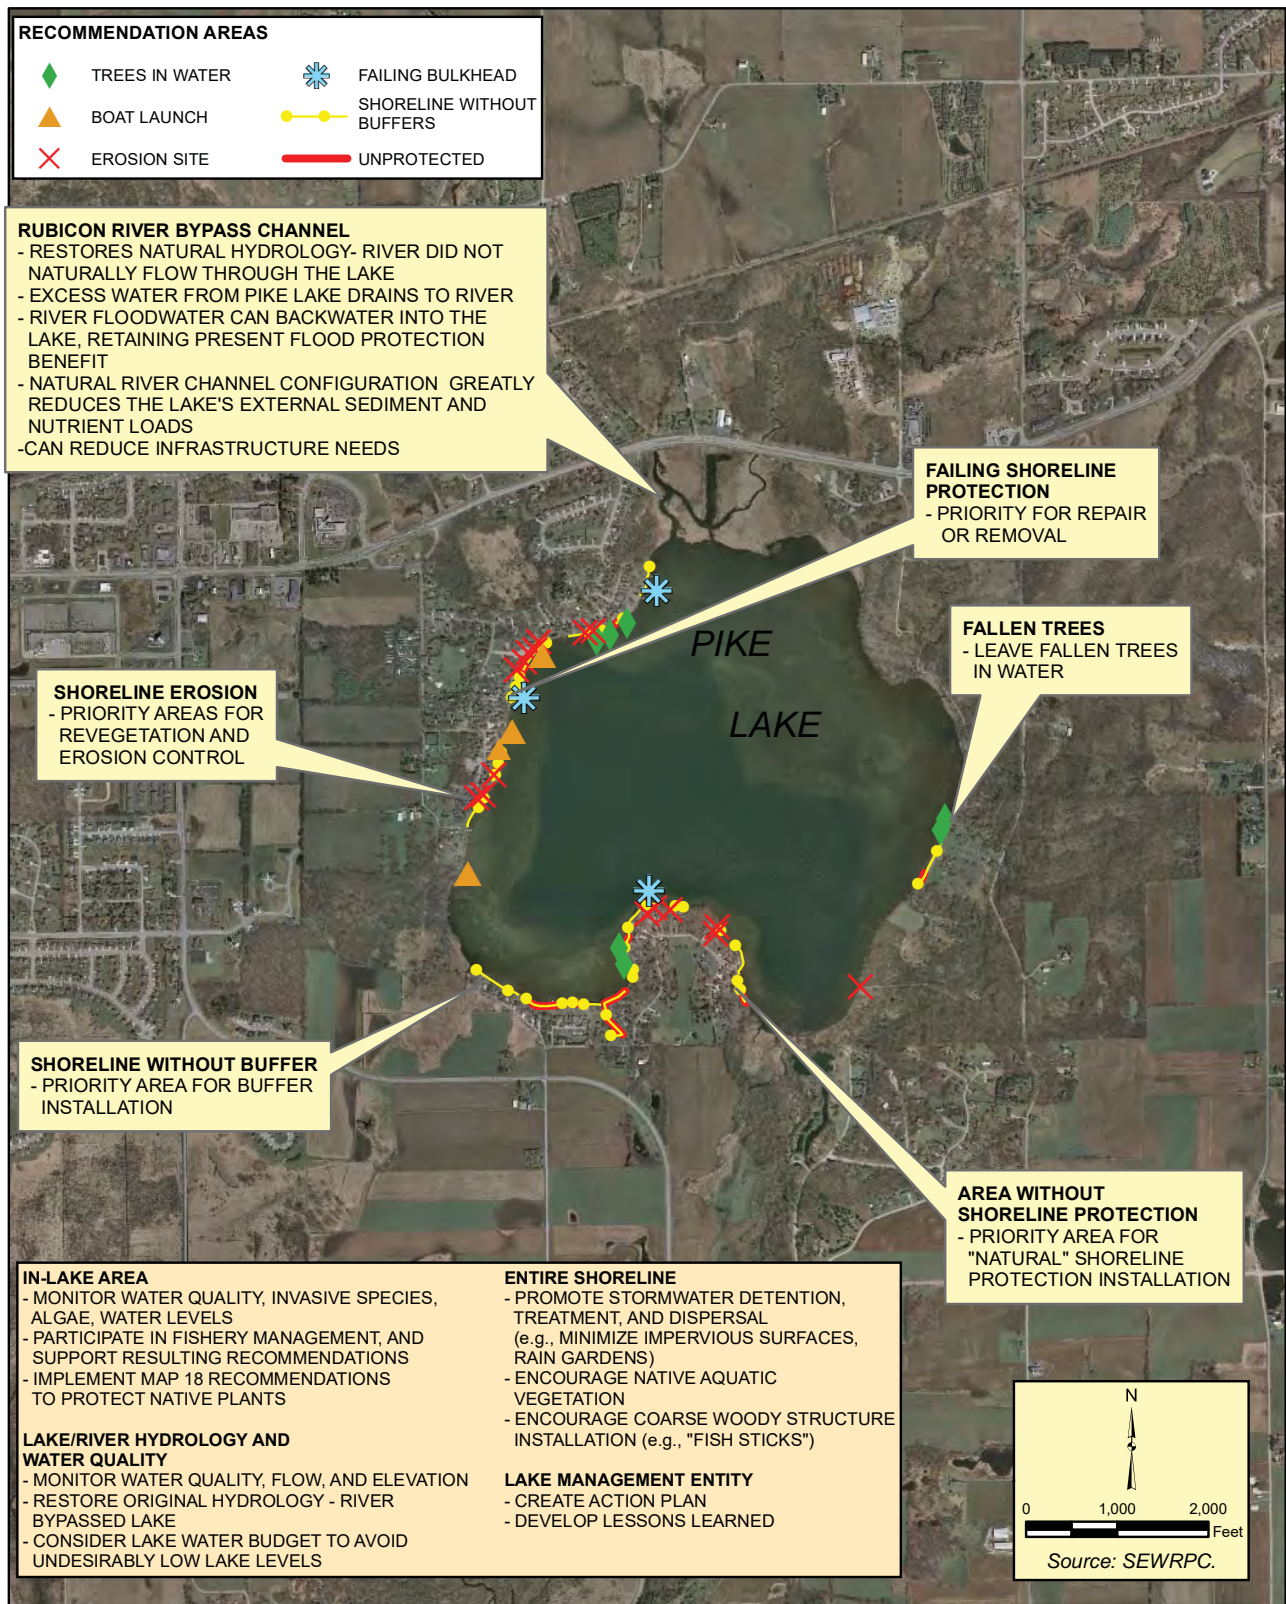 RECOMMENDATION AREAS
TREES IN WATER
BOAT LAUNCH
EROSION SITE
FAILING BULKHEAD
SHORELINE WITHOUT
BUFFERS
UNPROTECTED
RUBICON RIVER BYPASS CHANNEL
- RESTORES NATURAL HYDROLOGY- RIVER DID NOT
NATURALLY FLOW THROUGH THE LAKE
- EXCESS WATER FROM PIKE LAKE DRAINS TO RIVER
- RIVER FLOODWATER CAN BACKWATER INTO THE
LAKE, RETAINING PRESENT FLOOD PROTECTION
BENEFIT
- NATURAL RIVER CHANNEL CONFIGURATION GREATLY
REDUCES THE LAKE'S EXTERNAL SEDIMENT AND
NUTRIENT LOADS
-CAN REDUCE INFRASTRUCTURE NEEDS
FAILING SHORELINE
PROTECTION
- PRIORITY FOR REPAIR
OR REMOVAL
FALLEN TREES
- LEAVE FALLEN TREES
IN WATER
PIKE
LAKE
SHORELINE EROSION
- PRIORITY AREAS FOR
REVEGETATION AND
EROSION CONTROL
SHORELINE WITHOUT BUFFER
- PRIORITY AREA FOR BUFFER
INSTALLATION
AREA WITHOUT
SHORELINE PROTECTION
- PRIORITY AREA FOR
"NATURAL" SHORELINE
PROTECTION INSTALLATION
IN-LAKE AREA
- MONITOR WATER QUALITY, INVASIVE SPECIES,
ALGAE, WATER LEVELS
- PARTICIPATE IN FISHERY MANAGEMENT, AND
SUPPORT RESULTING RECOMMENDATIONS
- IMPLEMENT MAP 18 RECOMMENDATIONS
TO PROTECT NATIVE PLANTS
LAKE/RIVER HYDROLOGY AND
WATER QUALITY
- MONITOR WATER QUALITY, FLOW, AND ELEVATION
- RESTORE ORIGINAL HYDROLOGY - RIVER
BYPASSED LAKE
- CONSIDER LAKE WATER BUDGET TO AVOID
UNDESIRABLY LOW LAKE LEVELS
ENTIRE SHORELINE
- PROMOTE STORMWATER DETENTION,
TREATMENT, AND DISPERSAL
(e.g., MINIMIZE IMPERVIOUS SURFACES,
RAIN GARDENS)
- ENCOURAGE NATIVE AQUATIC
VEGETATION
- ENCOURAGE COARSE WOODY STRUCTURE
INSTALLATION (e.g., "FISH STICKS")
LAKE MANAGEMENT ENTITY
- CREATE ACTION PLAN
- DEVELOP LESSONS LEARNED
N
0 1,000 2,000
Feet
Source: SEWRPC.